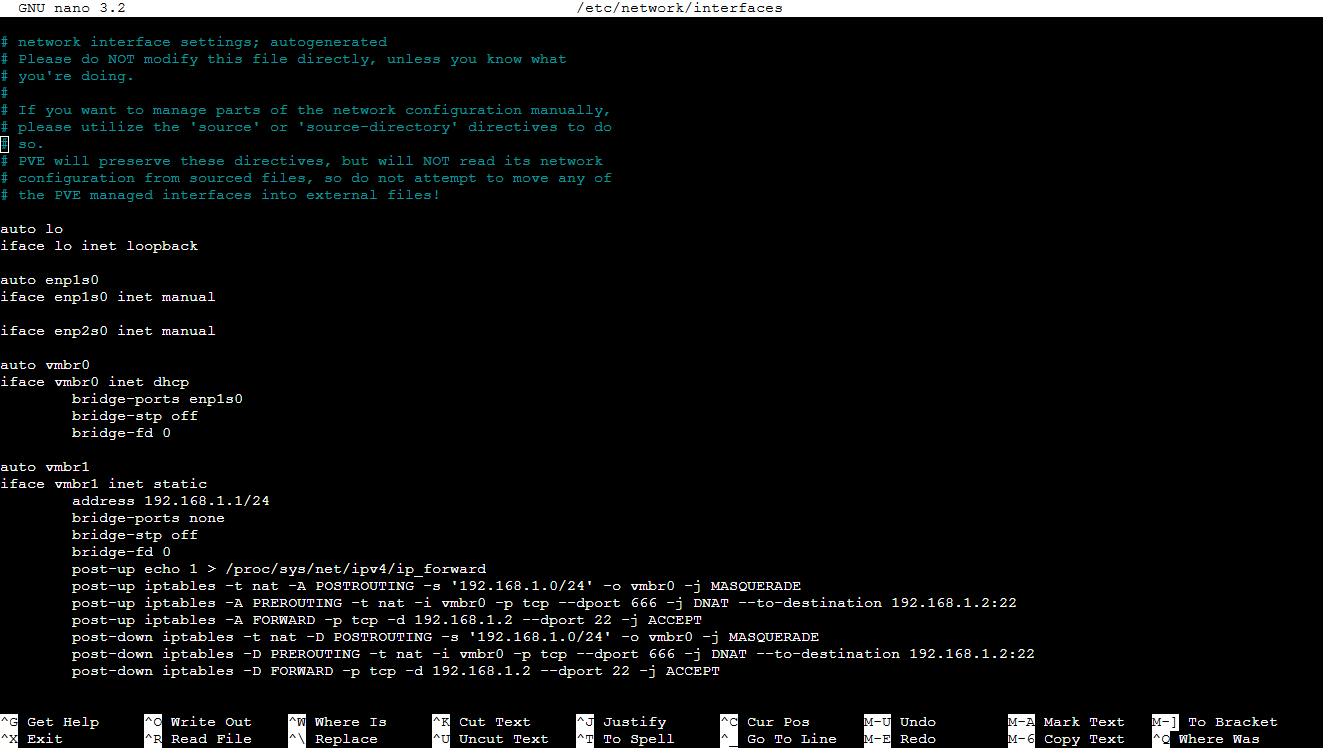 GNU nano 3.2 /etc/network/interfaces
# network interface settings; autogenerated
# Please do NOT modify this file directly, unless you know what
# you're doing.
#
# If you want to manage parts of the network configuration manually,
# please utilize the 'source' or 'source-directory' directives to do
# so.
# PVE will preserve these directives, but will NOT read its network
# configuration from sourced files, so do not attempt to move any of
# the PVE managed interfaces into external files!
auto lo
iface lo inet loopback
auto enp1s0
iface enp1s0 inet manual
iface enp2s0 inet manual
auto vmbr0
iface vmbr0 inet dhcp
bridge-ports enp1s0
bridge-stp off
bridge-fd 0
auto vmbr1
iface vmbr1 inet static
address 192.168.1.1/24
bridge-ports none
bridge-stp off
bridge-fd 0
post-up echo 1 > /proc/sys/net/ipv4/ip_forward
post-up iptables -t nat -A POSTROUTING -s '192.168.1.0/24' -o vmbr0 -j MASQUERADE
post-up iptables -A PREROUTING -t nat -i vmbr0 -p tcp --dport 666 -j DNAT --to-destination 192.168.1.2:22
post-up iptables -A FORWARD -p tcp -d 192.168.1.2 --dport 22 -j ACCEPT
post-down iptables -t nat -D POSTROUTING -s '192.168.1.0/24' -o vmbr0 -j MASQUERADE
post-down iptables -D PREROUTING -t nat -i vmbr0 -p tcp --dport 666 -j DNAT --to-destination 192.168.1.2:22
post-down iptables -D FORWARD -p tcp -d 192.168.1.2 --dport 22 -j ACCEPT
^G Get Help ^O Write Out ^W Where Is ^K Cut Text ^J Justify ^C Cur Pos M-U Undo M-A Mark Text M-] To Bracket
^X Exit ^R Read File ^\ Replace ^U Uncut Text ^T To Spell ^_ Go To Line M-E Redo M-6 Copy Text ^Q Where Was